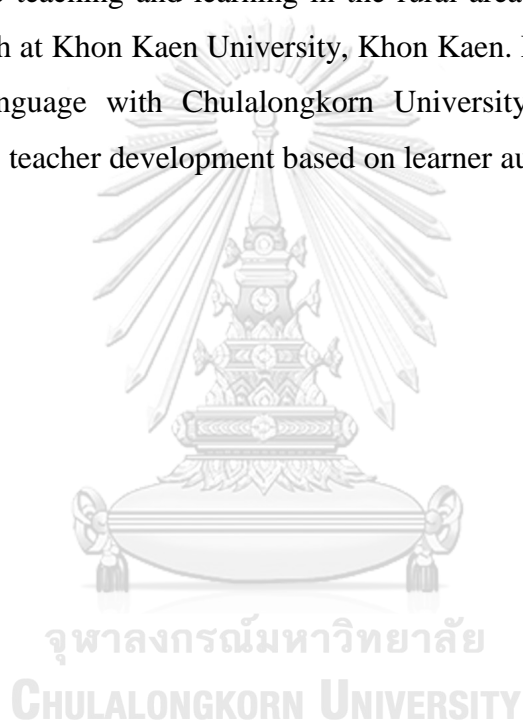 teaching and learning in the rural area
h at Khon Kaen University, Khon Kaen.
nguage with Chulalongkorn University
teacher development based on learner au
จุฬาลงกรณ์มหาวิทยาลัย
CHULALONGKORN UNIVERSITY